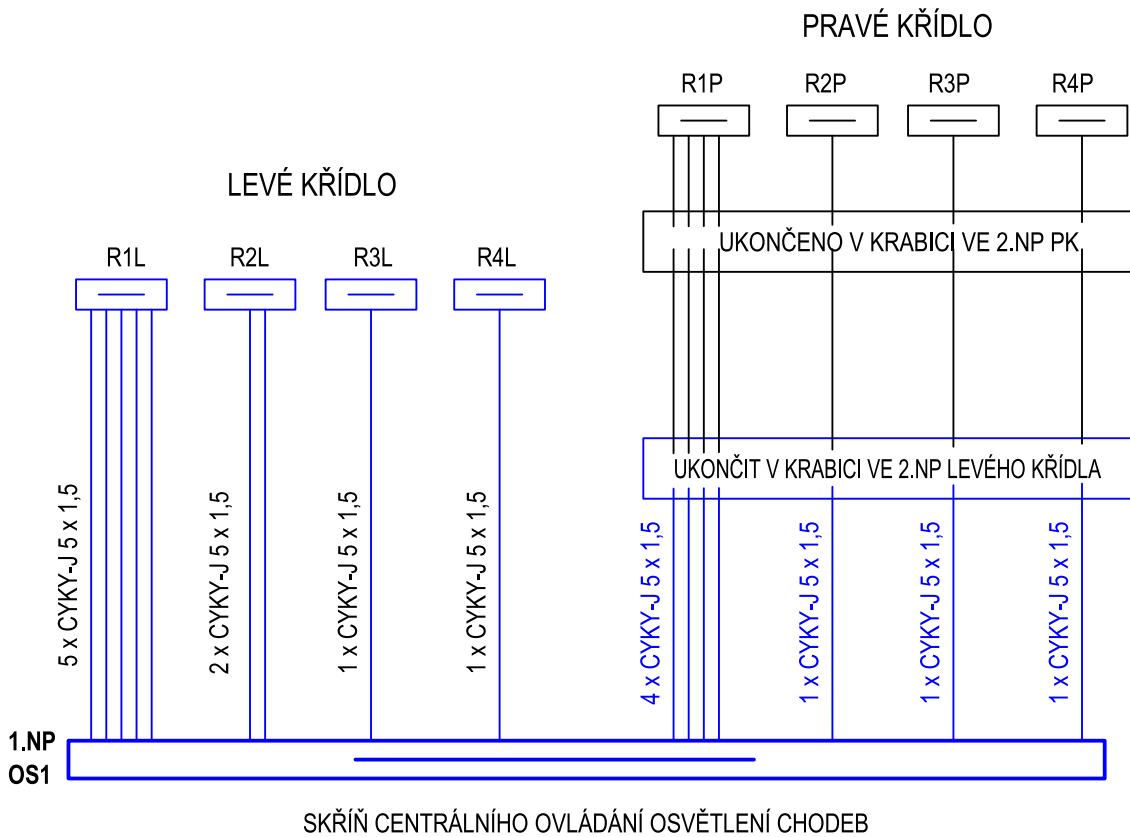 PRAVÉ KŘÍDLO
R1P
R2P
R3P
R4P
UKONČENO V KRABICI VE 2.NP PK
LEVÉ KŘÍDLO
R1L
R2L
R3L
R4L
UKONČIT V KRABICI VE 2.NP LEVÉHO KŘÍDLA
5 x CYKY-J 5 x 1,5
2 x CYKY-J 5 x 1,5
1 x CYKY-J 5 x 1,5
1 x CYKY-J 5 x 1,5
4 x CYKY-J 5 x 1,5
1 x CYKY-J 5 x 1,5
1 x CYKY-J 5 x 1,5
1 x CYKY-J 5 x 1,5
1.NP
OS1
SKŘÍŇ CENTRÁLNÍHO OVLÁDÁNÍ OSVĚTLENÍ CHODEB